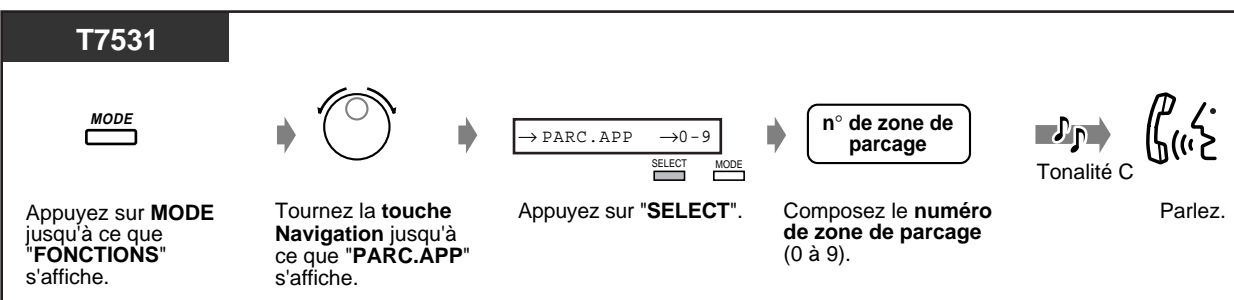 T7531
MODE
→ PARC.APP →0-9
SELECT MODE
n° de zone de
parcage
Tonalité C
Appuyez sur MODE
jusqu'à ce que
"FONCTIONS"
s'affiche.
Tournez la touche
Navigation jusqu'à
ce que "PARC.APP"
s'affiche.
Appuyez sur "SELECT".
Composez le numéro
de zone de parcage
(0 à 9).
Parlez.